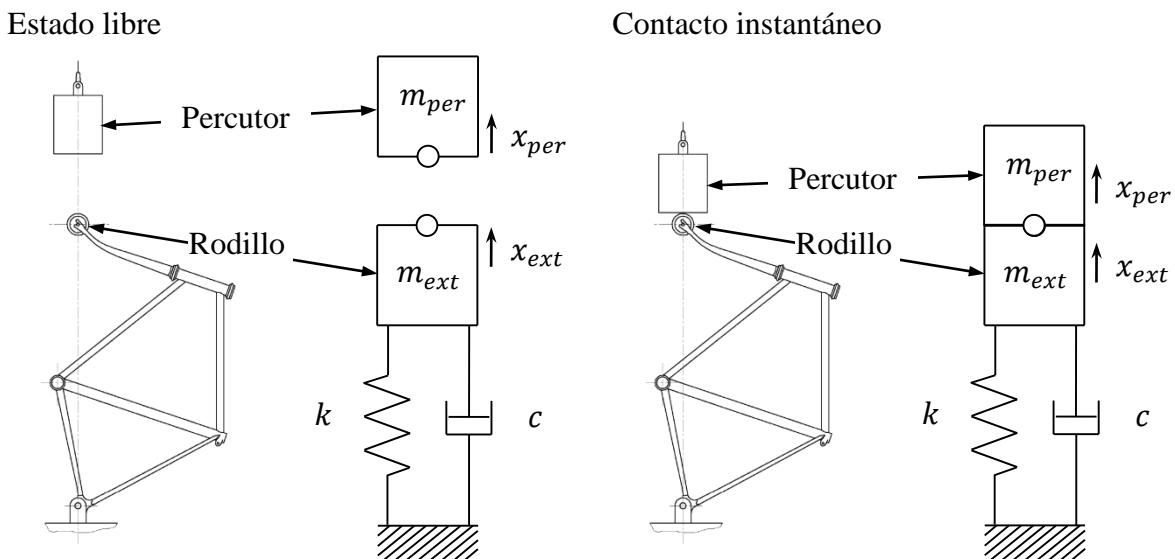 Estado libre
Percutor
m_per
x_per
Rodillo
m_ext
x_ext
k
c
Contacto instantáneo
Percutor
m_per
x_per
Rodillo
m_ext
x_ext
k
c